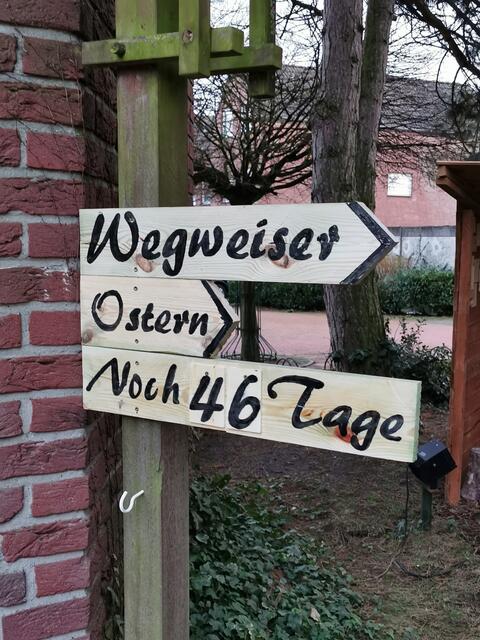 Wegweiser
Ostern
Noch 46 Tage